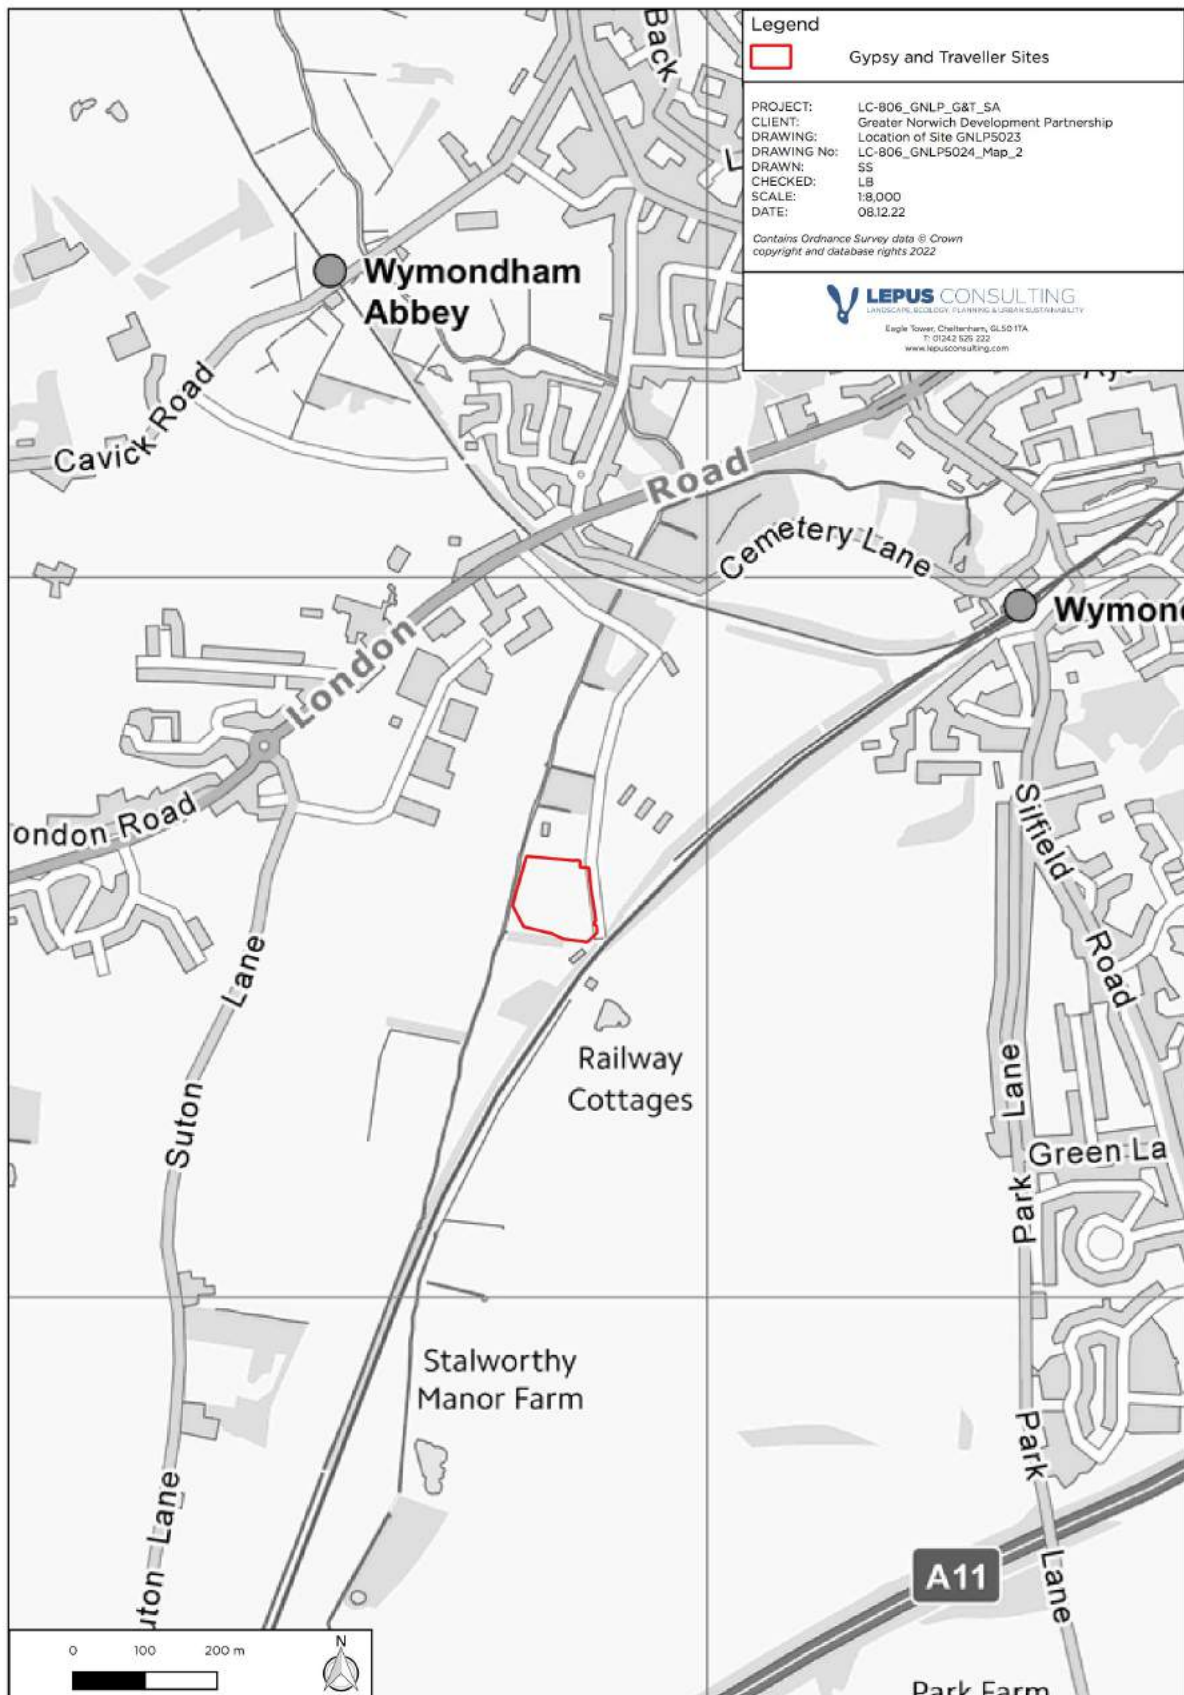 Back
Legend
Gypsy and Traveller Sites
PROJECT: LC-806_GNLP_G&T_SA
CLIENT: Greater Norwich Development Partnership
DRAWING: Location of Site GNLP5023
DRAWING No: LC-806_GNLP5024_Map_2
DRAWN: SS
CHECKED: LB
SCALE: 1:8,000
DATE: 08.12.22
Contains Ordnance Survey data © Crown
copyright and database rights 2022
LEPUS CONSULTING
LANDSCAPE, ECOLOGY, PLANNING & URBAN SUSTAINABILITY
Eagle Tower, Cheltenham, GL50 1TA
T: 01242 525 222
www.lepusconsulting.com
Wymondham
Abbey
Cavick Road
London Road
Cemetery Lane
Wymond
ondon Road
Silfield Road
Suton Lane
Railway
Cottages
Park Lane
Green La
Stalworthy
Manor Farm
Park Lane
uton Lane
A11
0 100 200 m
N
Park Farm